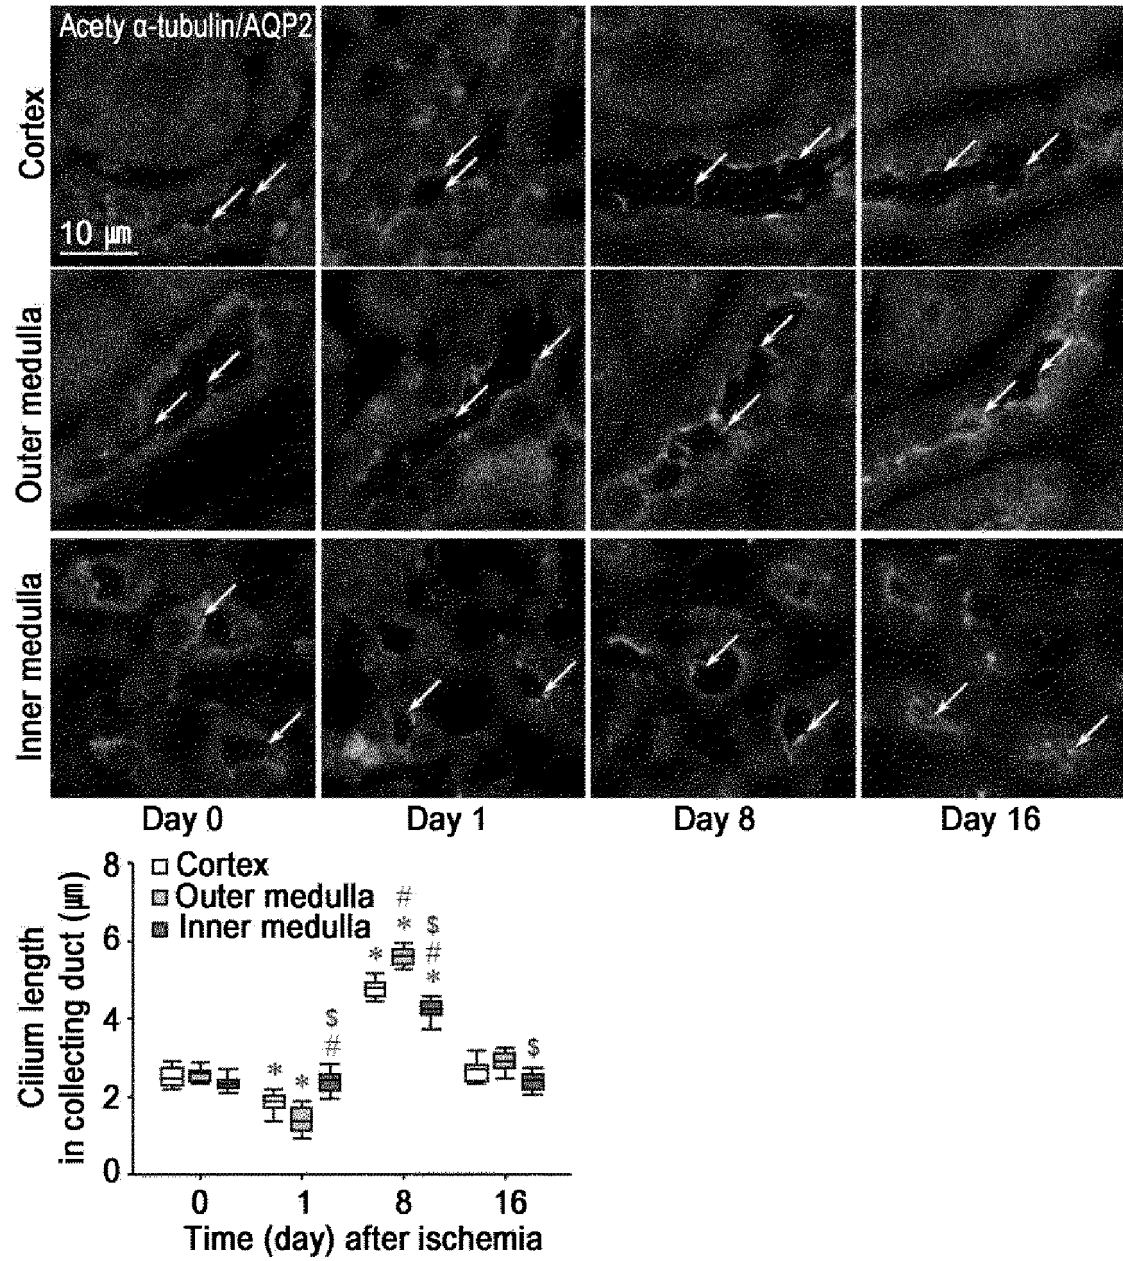 Acety α-tubulin/AQP2
Cortex
10 μm
Outer medulla
Inner medulla
Day 0
Day 1
Day 8
Day 16
Cilium length
in collecting duct (μm)
8
6
4
2
0
Cortex
Outer medulla
Inner medulla
*
*
$
#
*
#
*
$
#
*
$
0
1
8
16
Time (day) after ischemia